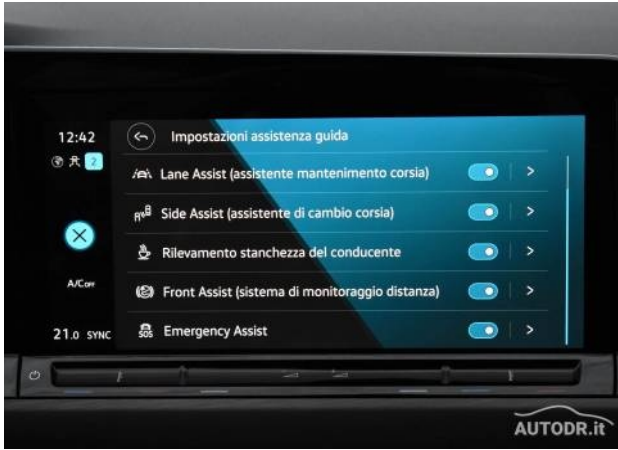 12:42
Impostazioni assistenza guida
2
Lane Assist (assistente mantenimento corsia)
Side Assist (assistente di cambio corsia)
Rilevamento stanchezza del conducente
A/C OFF
Front Assist (sistema di monitoraggio distanza)
21.0 SYNC
SOS
Emergency Assist
AUTODR.it